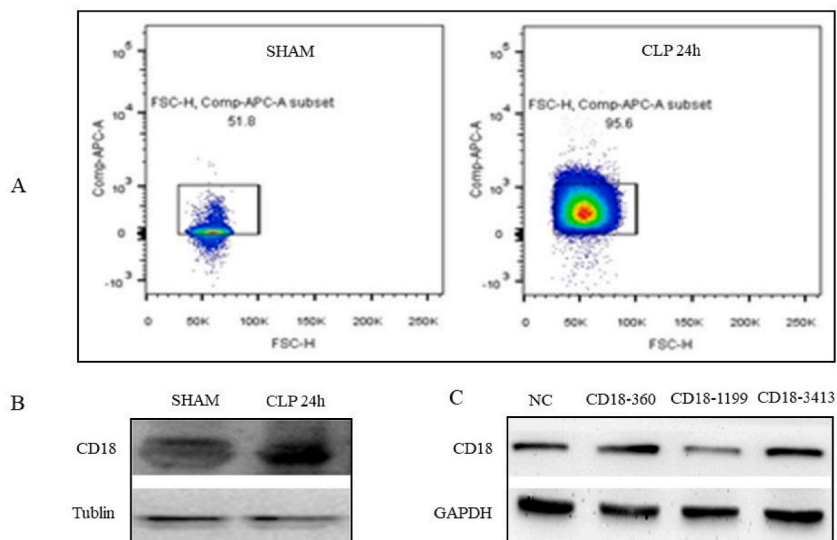 SHAM
CLP 24h
10^5
10^5
FSC-H, Comp-APC-A subset
51.8
FSC-H, Comp-APC-A subset
95.6
10^4
10^4
A
Comp-APC-A
Comp-APC-A
10^3
10^3
0
0
-10^3
-10^3
0 50K 100K 150K 200K 250K
0 50K 100K 150K 200K 250K
FSC-H
FSC-H
B
SHAM CLP 24h
CD18
Tublin
C
NC CD18-360 CD18-1199 CD18-3413
CD18
GAPDH